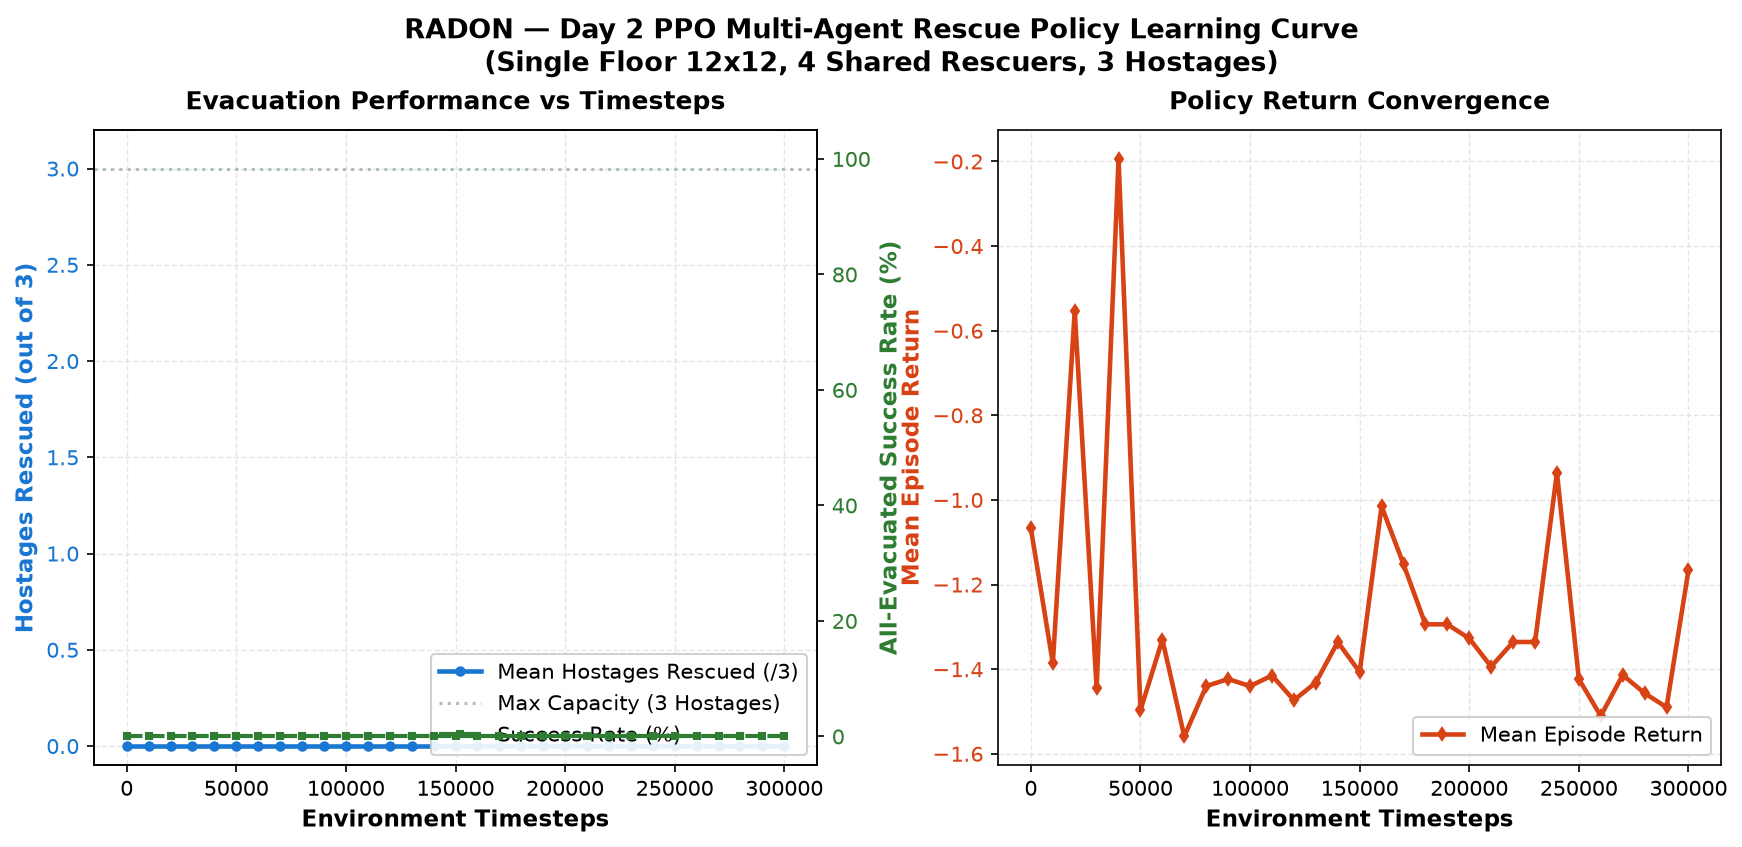 RADON — Day 2 PPO Multi-Agent Rescue Policy Learning Curve
(Single Floor 12x12, 4 Shared Rescuers, 3 Hostages)
Evacuation Performance vs Timesteps
Hostages Rescued (out of 3)
3.0
2.5
2.0
1.5
1.0
0.5
0.0
100
80
60
40
20
0
All-Evacuated Success Rate (%)
Mean Hostages Rescued (/3)
Max Capacity (3 Hostages)
Success Rate (%)
0 50000 100000 150000 200000 250000 300000
Environment Timesteps
Policy Return Convergence
Mean Episode Return
−0.2
−0.4
−0.6
−0.8
−1.0
−1.2
−1.4
−1.6
Mean Episode Return
0 50000 100000 150000 200000 250000 300000
Environment Timesteps